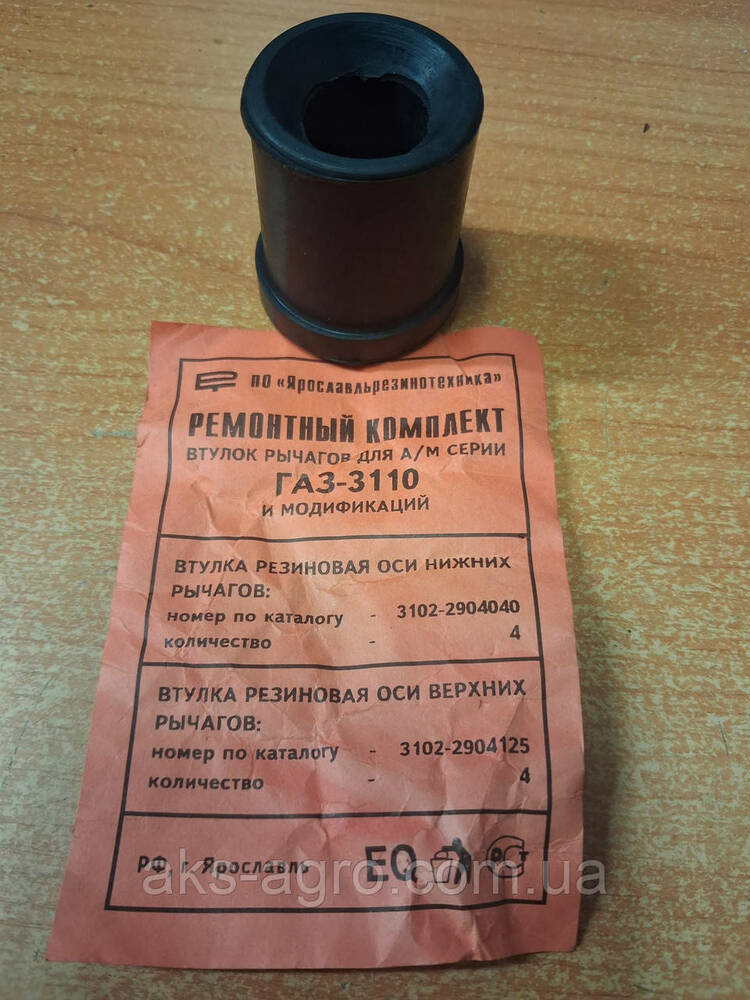 ПО «Ярославльрезинотехника»
РЕМОНТНЫЙ КОМПЛЕКТ
ВТУЛОК РЫЧАГОВ ДЛЯ А/М СЕРИИ
ГАЗ-3110
И МОДИФИКАЦИЙ
ВТУЛКА РЕЗИНОВАЯ ОСИ НИЖНИХ
РЫЧАГОВ:
номер по каталогу - 3102-2904040
количество - 4
ВТУЛКА РЕЗИНОВАЯ ОСИ ВЕРХНИХ
РЫЧАГОВ:
номер по каталогу - 3102-2904125
количество - 4
РФ, г. Ярославль
aks-agro.com.ua